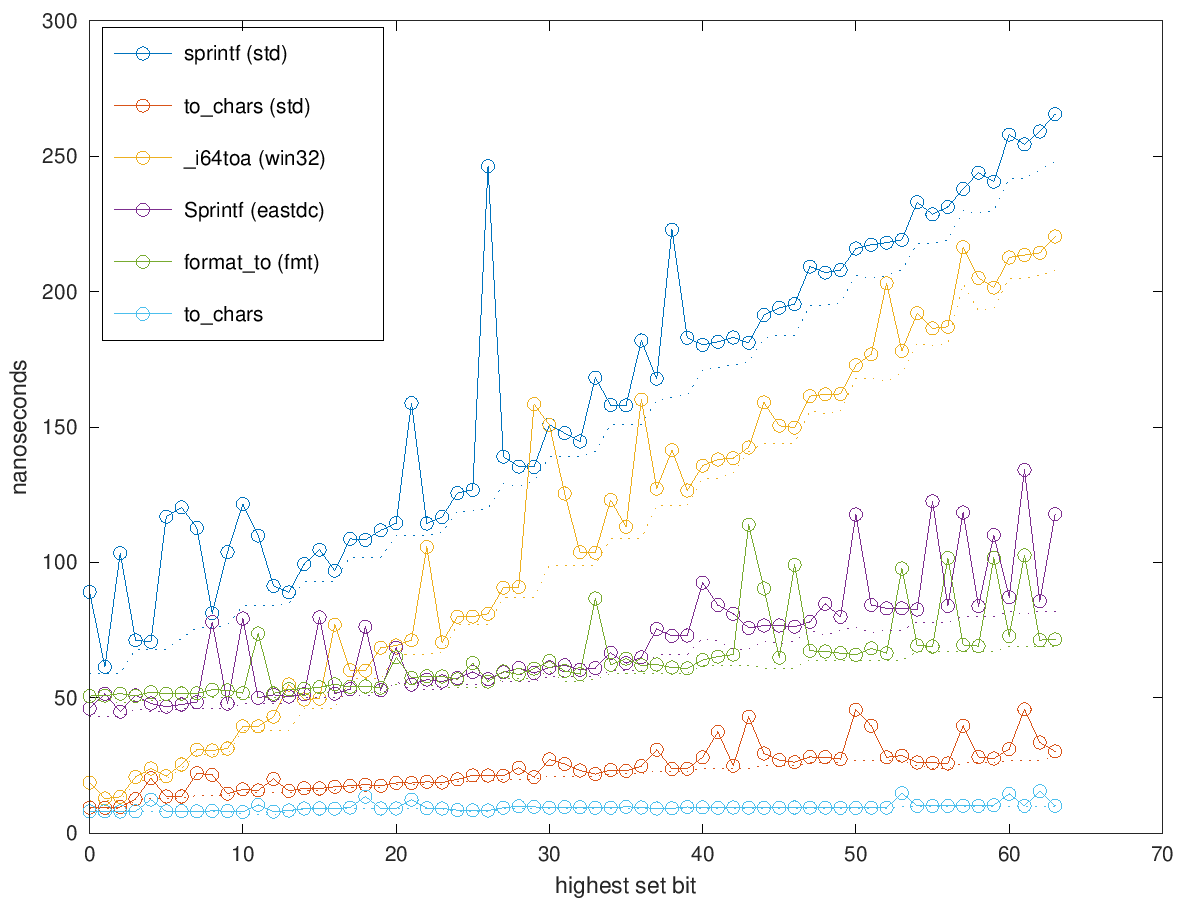 300
250
200
150
100
50
0
nanoseconds
sprintf (std)
to_chars (std)
_i64toa (win32)
Sprintf (eastdc)
format_to (fmt)
to_chars
0 10 20 30 40 50 60 70
highest set bit